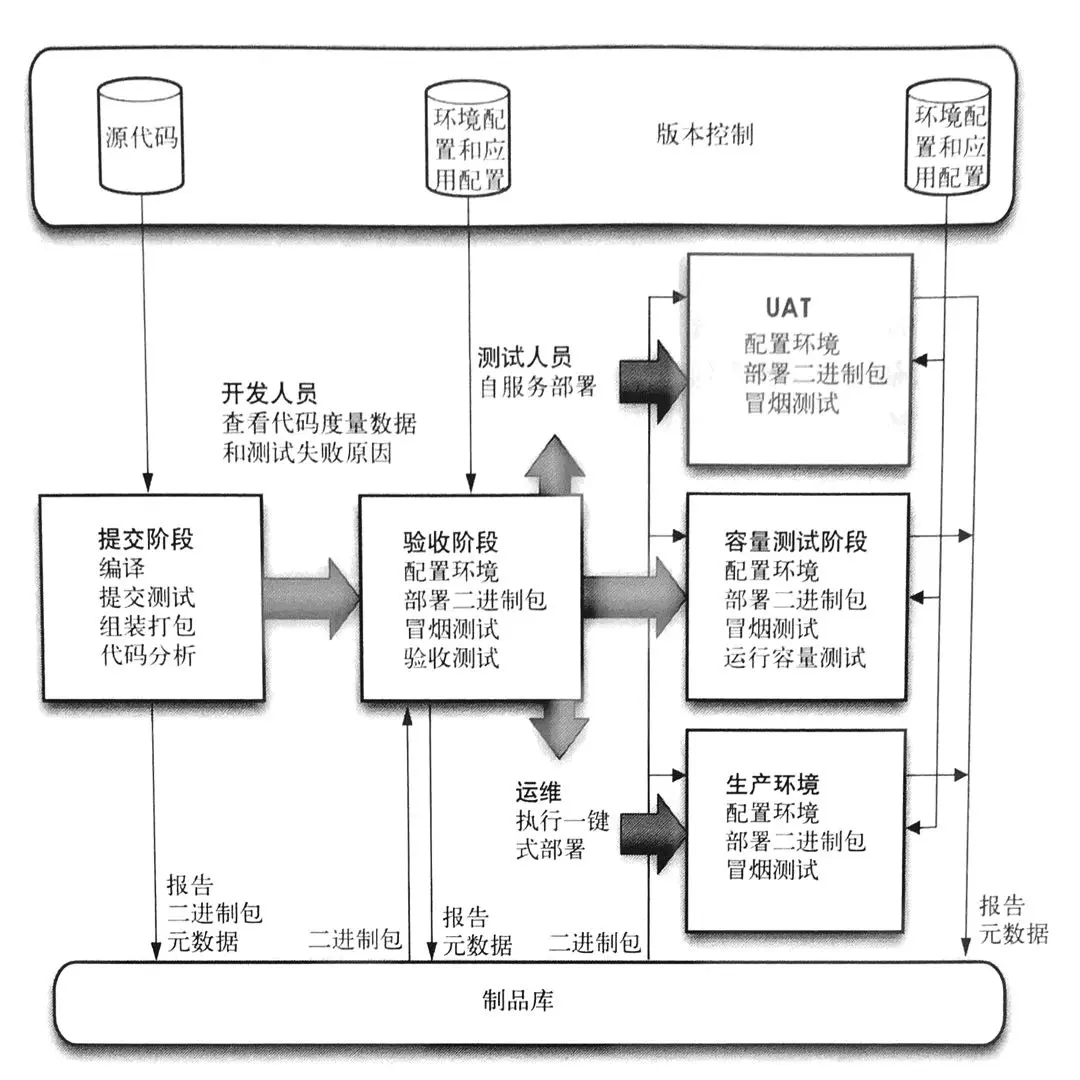 源代码
环境配
置和应
用配置
版本控制
环境配
置和应
用配置
开发人员
查看代码度量数据
和测试失败原因
测试人员
自服务部署
UAT
配置环境
部署二进制包
冒烟测试
提交阶段
编译
提交测试
组装打包
代码分析
验收阶段
配置环境
部署二进制包
冒烟测试
验收测试
容量测试阶段
配置环境
部署二进制包
冒烟测试
运行容量测试
运维
执行一键
式部署
生产环境
配置环境
部署二进制包
冒烟测试
报告
二进制包
元数据
二进制包
报告
元数据
二进制包
报告
元数据
制品库